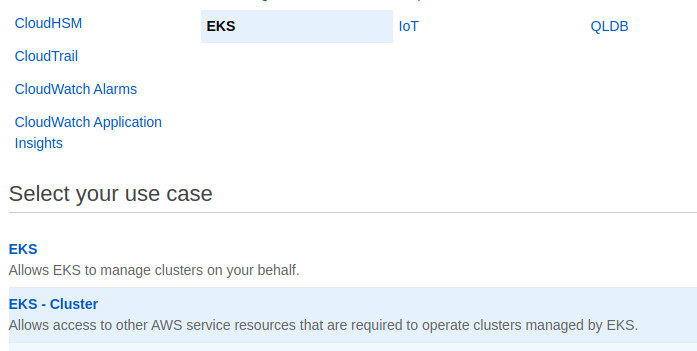 CloudHSM
EKS
IoT
QLDB
CloudTrail
CloudWatch Alarms
CloudWatch Application
Insights
Select your use case
EKS
Allows EKS to manage clusters on your behalf.
EKS - Cluster
Allows access to other AWS service resources that are required to operate clusters managed by EKS.